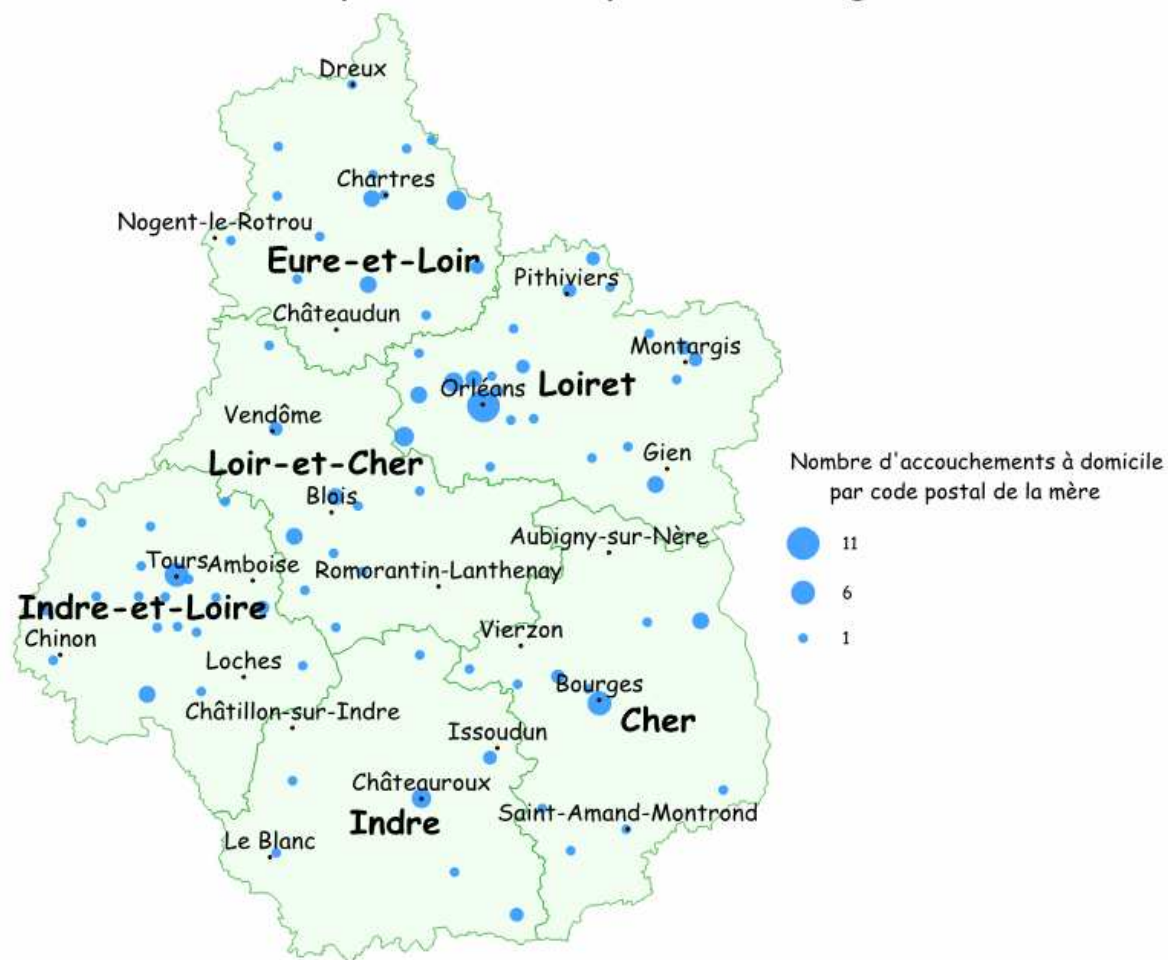 Dreux
Chartres
Nogent-le-Rotrou
Eure-et-Loir
Pithiviers
Châteaudun
Montargis
Orléans
Loiret
Vendôme
Loir-et-Cher
Gien
Blois
Nombre d'accouchements à domicile
par code postal de la mère
11
6
1
Aubigny-sur-Nère
Tours
Amboise
Romorantin-Lanthenay
Indre-et-Loire
Chinon
Vierzon
Loches
Bourges
Cher
Châtillon-sur-Indre
Issoudun
Châteauroux
Indre
Saint-Amand-Montrond
Le Blanc